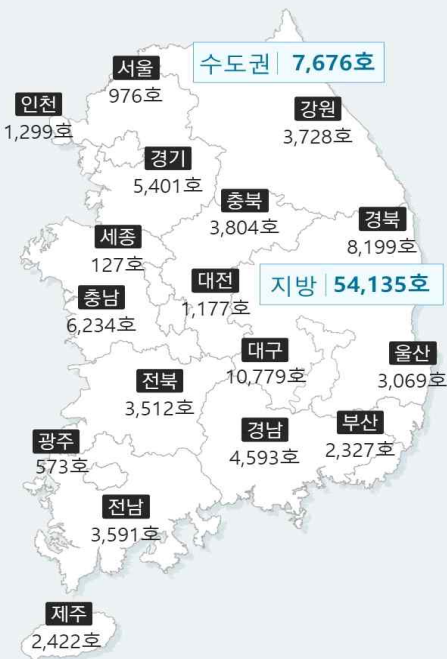 서울
976호
수도권 7,676호
인천
1,299호
강원
3,728호
경기
5,401호
충북
3,804호
경북
8,199호
세종
127호
대전
1,177호
지방 54,135호
충남
6,234호
대구
10,779호
울산
3,069호
전북
3,512호
경남
4,593호
부산
2,327호
광주
573호
전남
3,591호
제주
2,422호